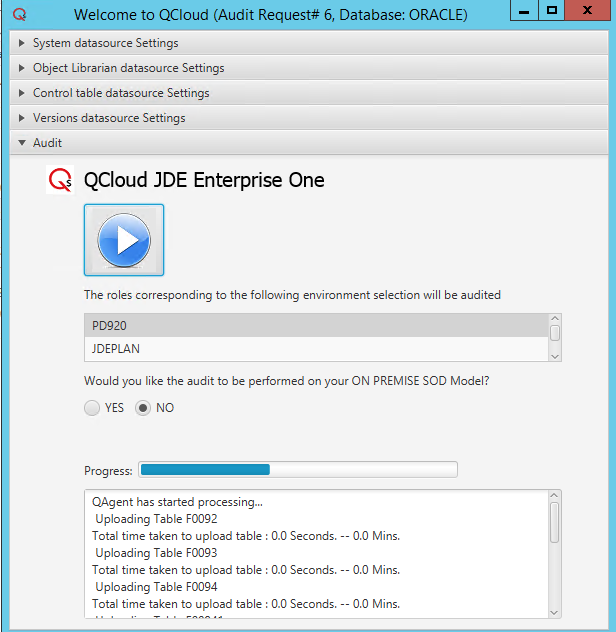 Welcome to QCloud (Audit Request# 6, Database: ORACLE)
System datasource Settings
Object Librarian datasource Settings
Control table datasource Settings
Versions datasource Settings
Audit
QCloud JDE Enterprise One
The roles corresponding to the following environment selection will be audited
PD920
JDEPLAN
Would you like the audit to be performed on your ON PREMISE SOD Model?
YES NO
Progress:
QAgent has started processing...
Uploading Table F0092
Total time taken to upload table : 0.0 Seconds. -- 0.0 Mins.
Uploading Table F0093
Total time taken to upload table : 0.0 Seconds. -- 0.0 Mins.
Uploading Table F0094
Total time taken to upload table : 0.0 Seconds. -- 0.0 Mins.
Uploading Table